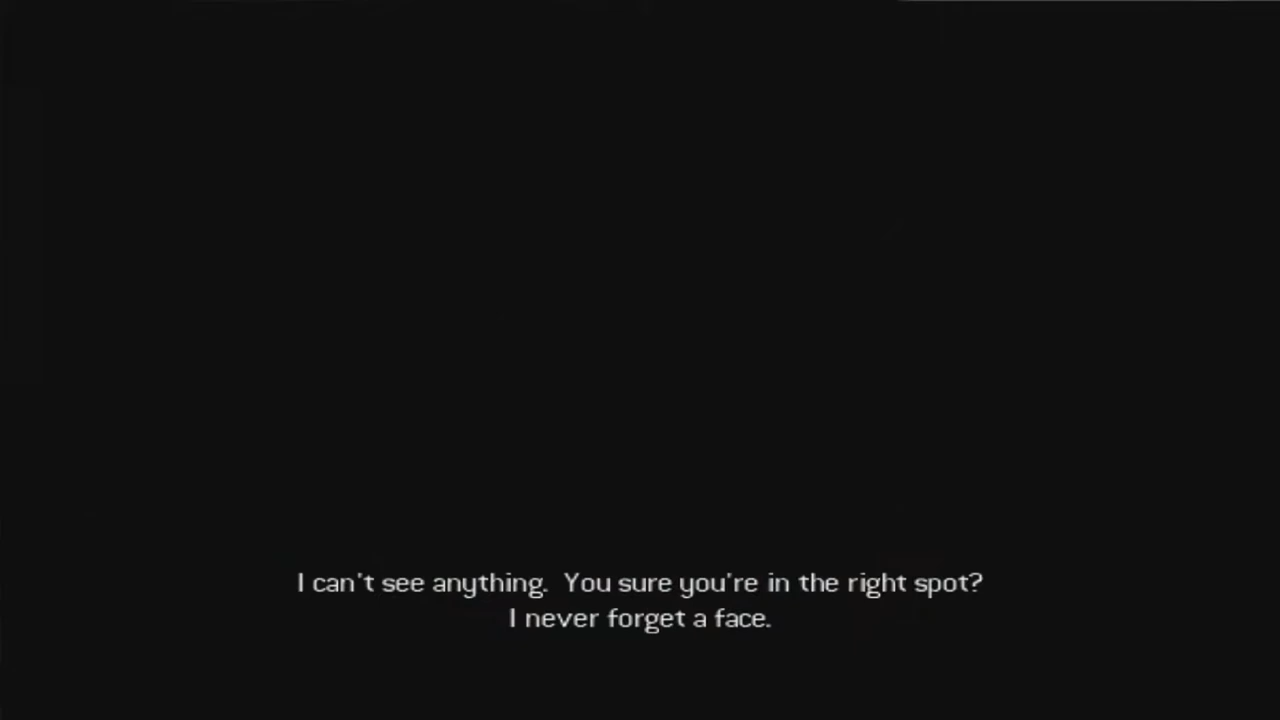 I can't see anything.  You sure you're in the right spot?
I never forget a face.